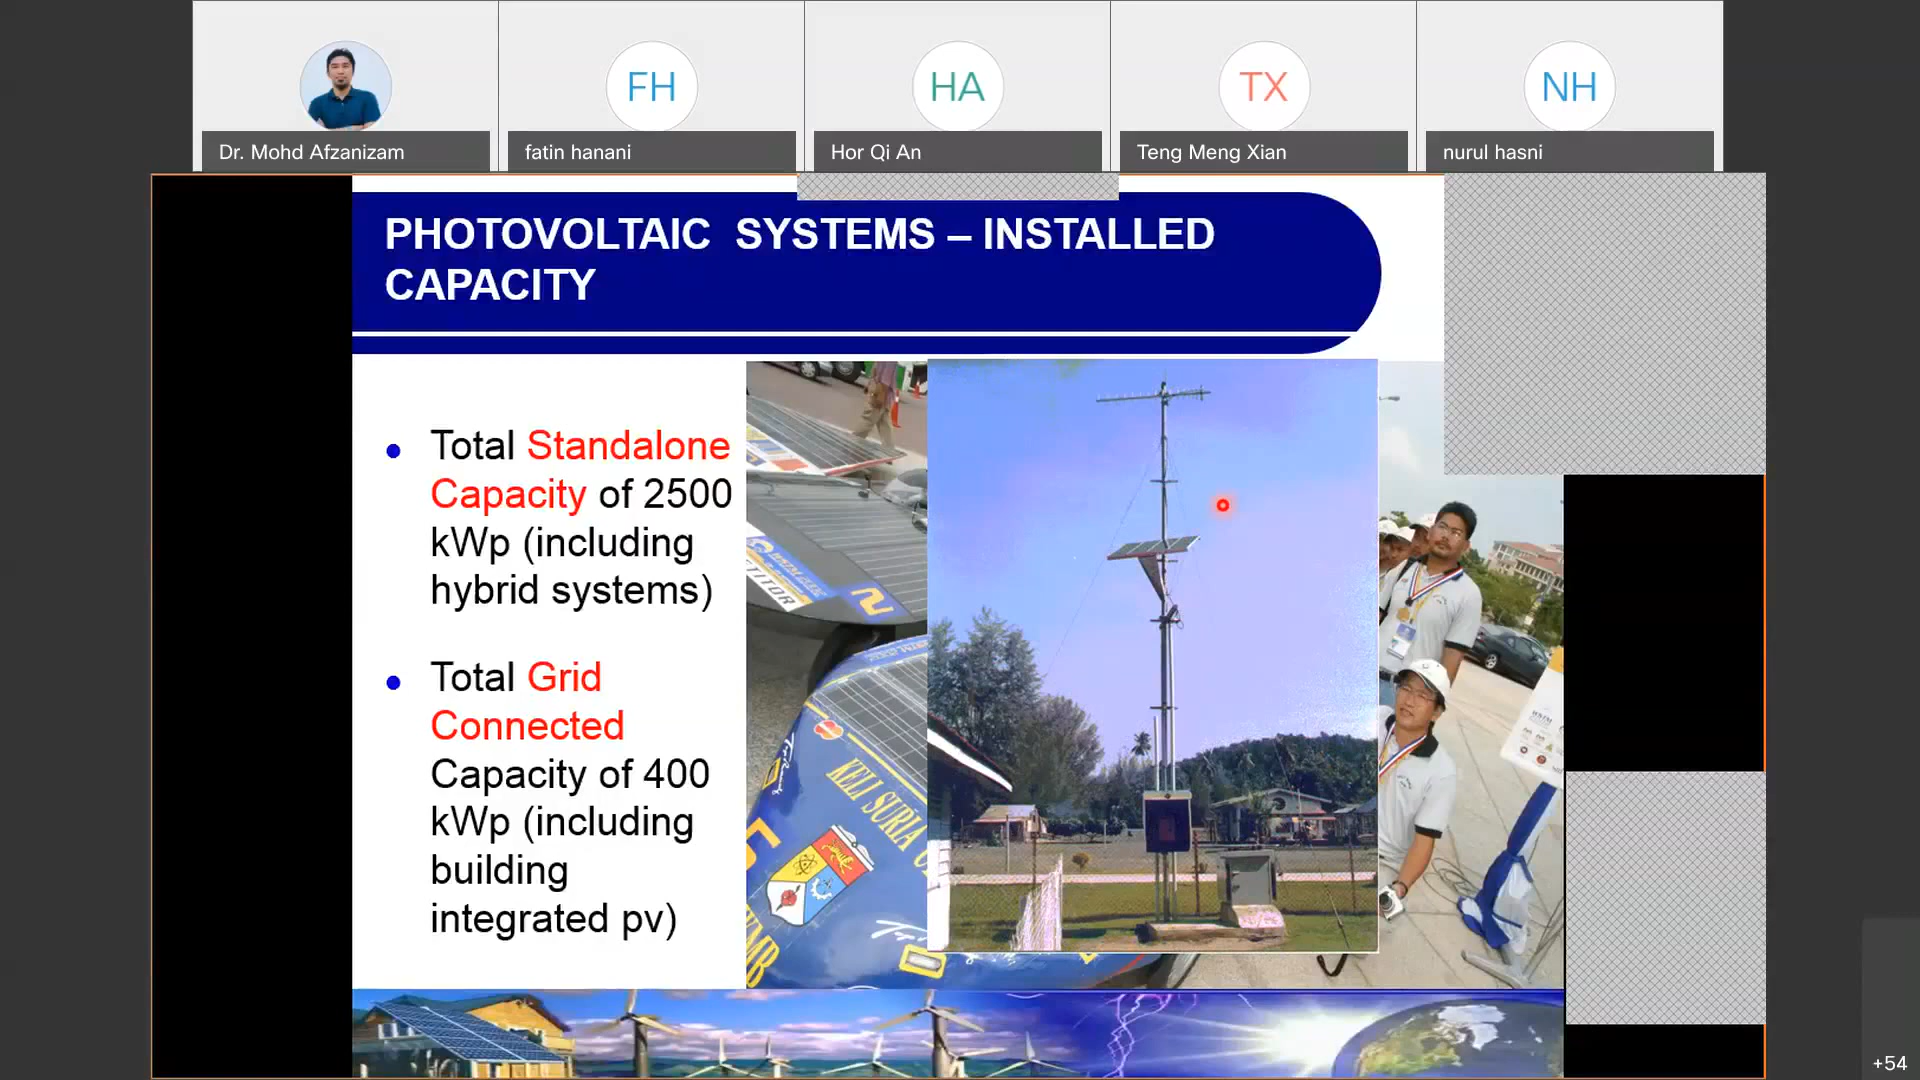 FH
HA
TX
NH
Dr. Mohd Afzanizam
fatin hanani
Hor Qi An
Teng Meng Xian
nurul hasni
PHOTOVOLTAIC SYSTEMS – INSTALLED
CAPACITY
Total Standalone
Capacity of 2500
kWp (including
hybrid systems)
Total Grid
Connected
Capacity of 400
kWp (including
building
integrated pv)
KELI SURIA
+54